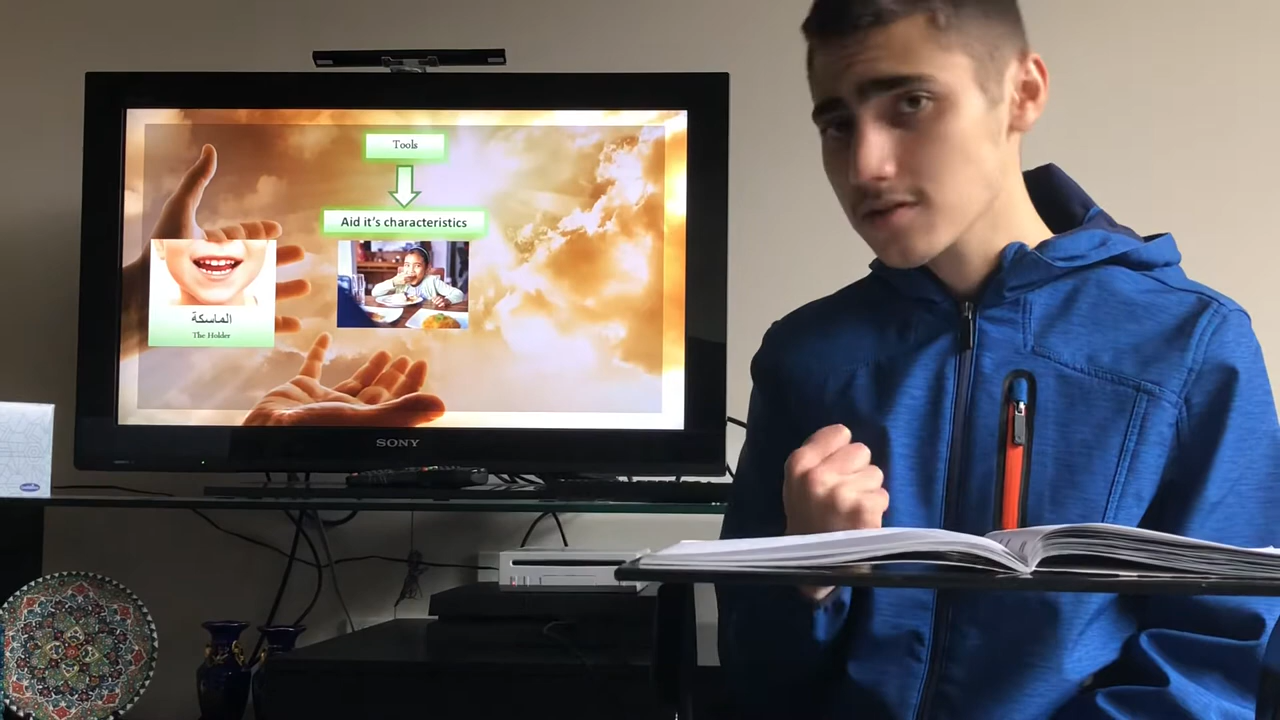 Tools
Aid it's characteristics
الماسكة
The Holder
SONY